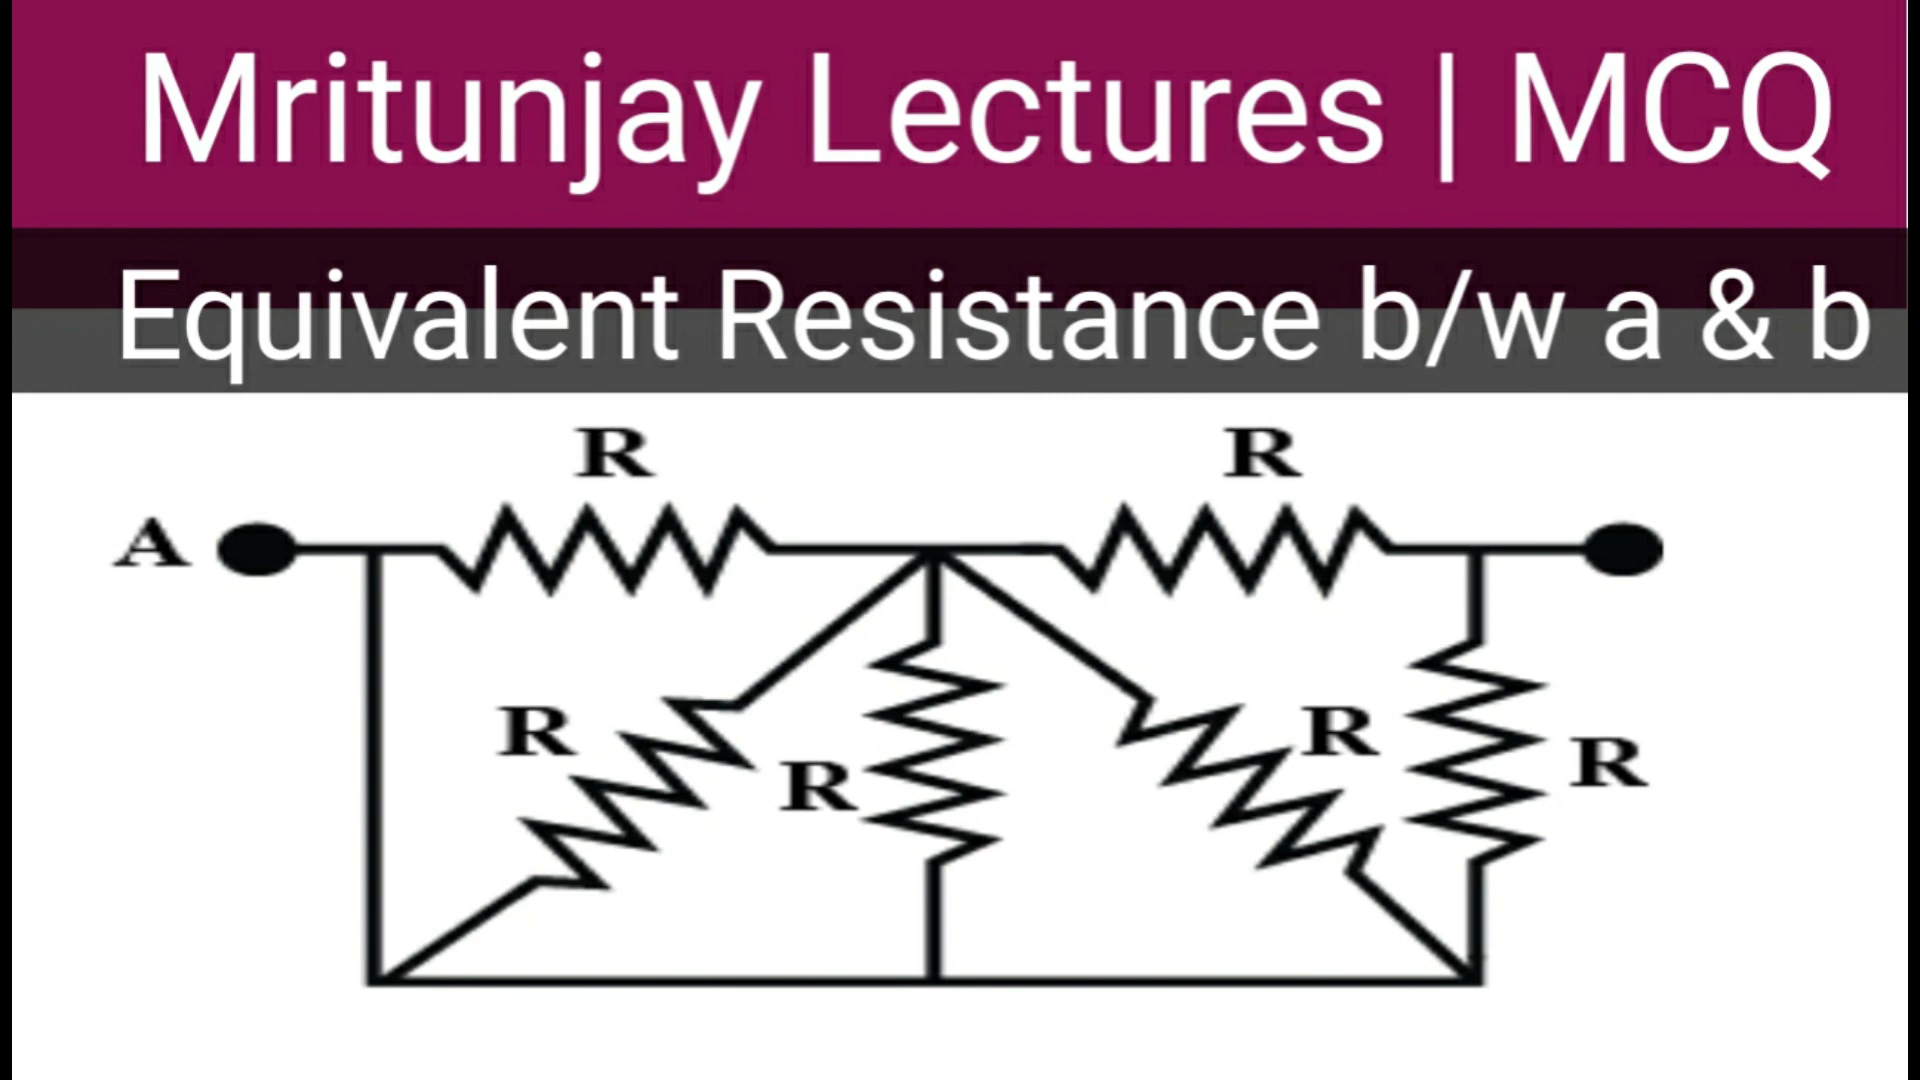 Mritunjay Lectures | MCQ
Equivalent Resistance b/w a & b
R R
A
R R R R